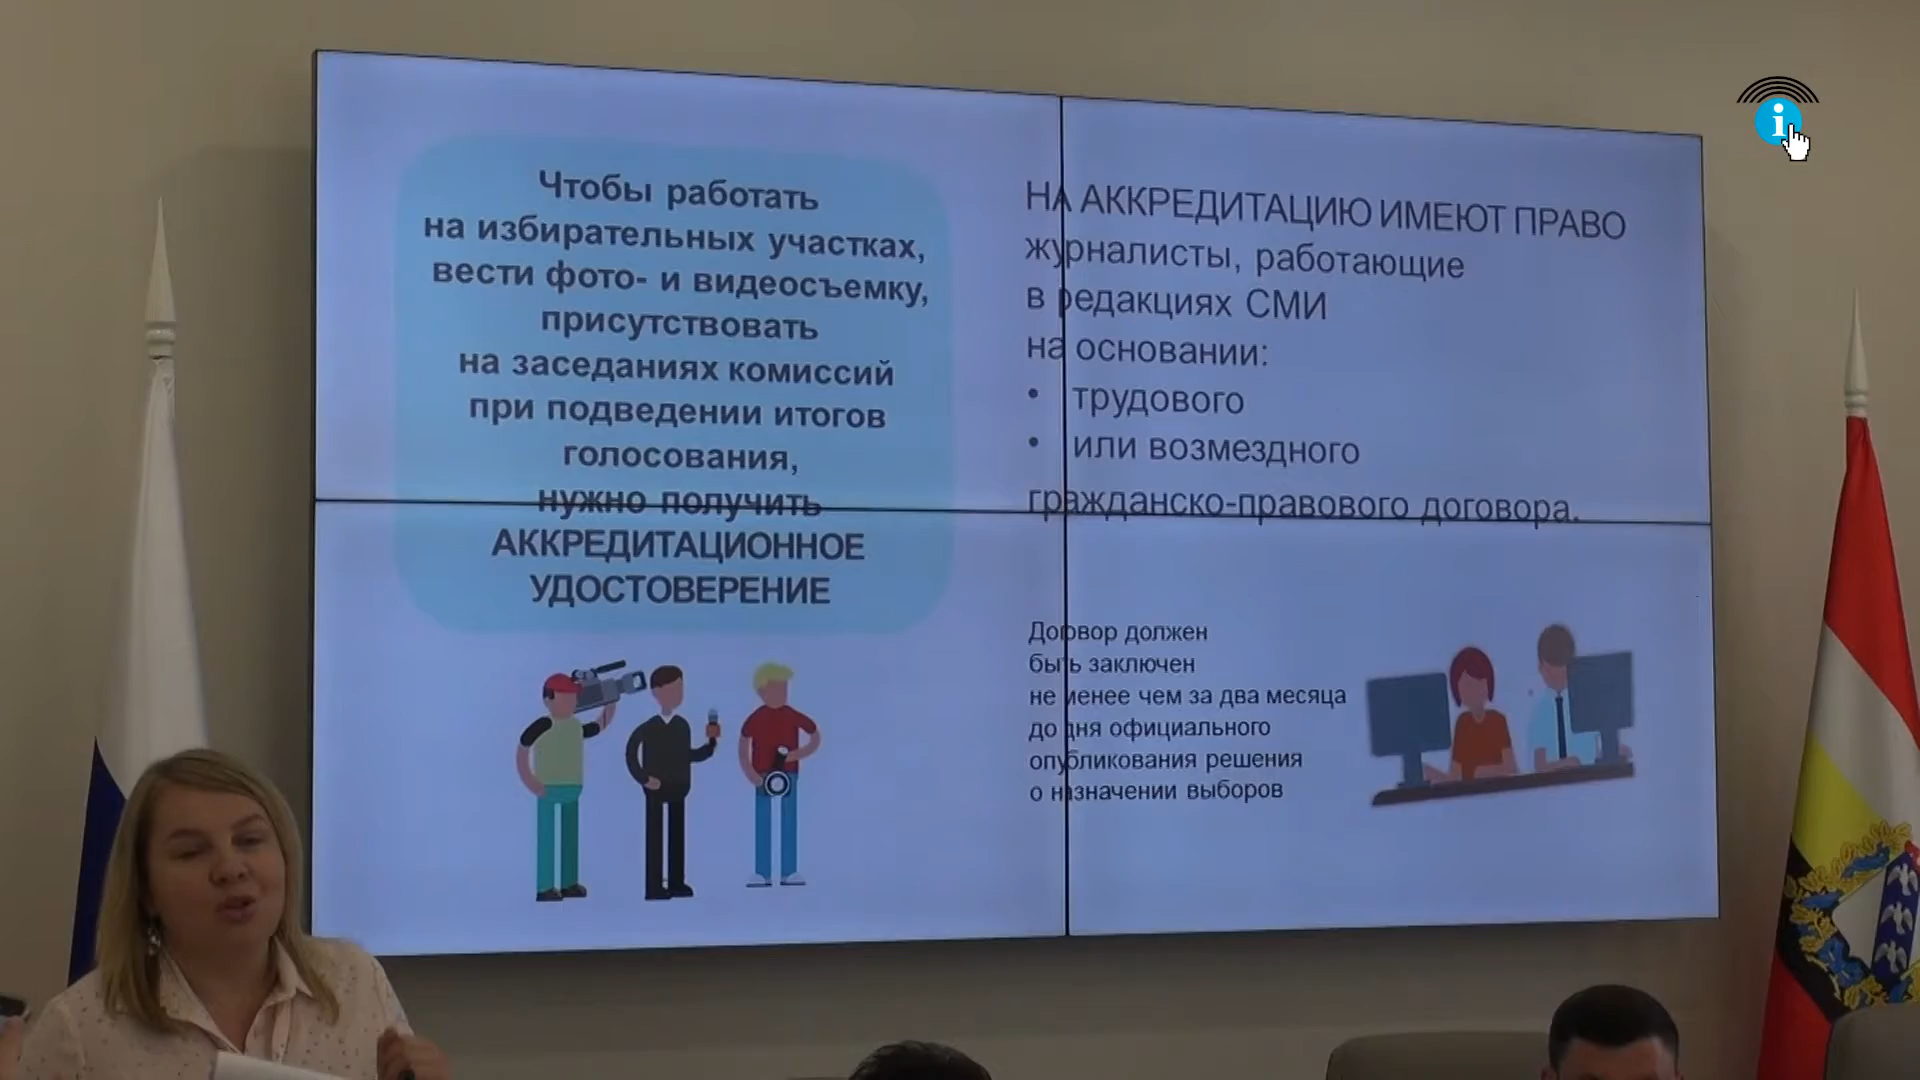 Чтобы работать
на избирательных участках,
вести фото- и видеосъемку,
присутствовать
на заседаниях комиссий
при подведении итогов
голосования,
нужно получить
АККРЕДИТАЦИОННОЕ
УДОСТОВЕРЕНИЕ
НА АККРЕДИТАЦИЮ ИМЕЮТ ПРАВО
журналисты, работающие
в редакциях СМИ
на основании:
• трудового
• или возмездного
гражданско-правового договора.
Договор должен
быть заключен
не менее чем за два месяца
до дня официального
опубликования решения
о назначении выборов
i